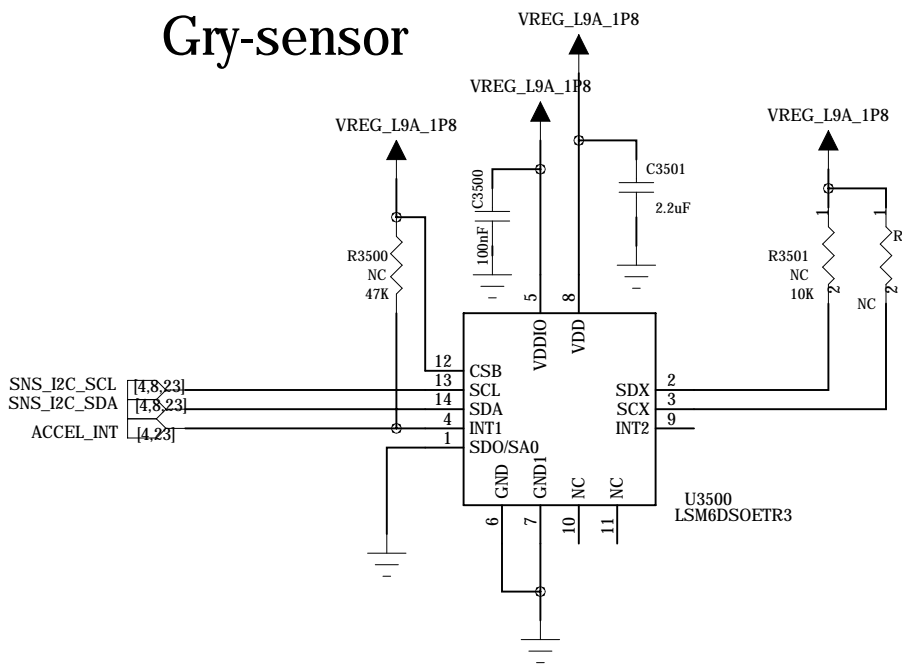 Gry-sensor
VREG_L9A_1P8
VREG_L9A_1P8
VREG_L9A_1P8
VREG_L9A_1P8
C3500
100nF
C3501
2.2uF
R3500
NC
47K
R3501
NC
10K
1
2
R
NC
1
2
5
8
VDDIO
VDD
SNS_I2C_SCL [4,8,23]
SNS_I2C_SDA [4,8,23]
ACCEL_INT [4,23]
12 CSB
13 SCL
14 SDA
4 INT1
1 SDO/SA0
SDX 2
SCX 3
INT2 9
GND
GND1
NC
NC
6
7
10
11
U3500
LSM6DSOETR3